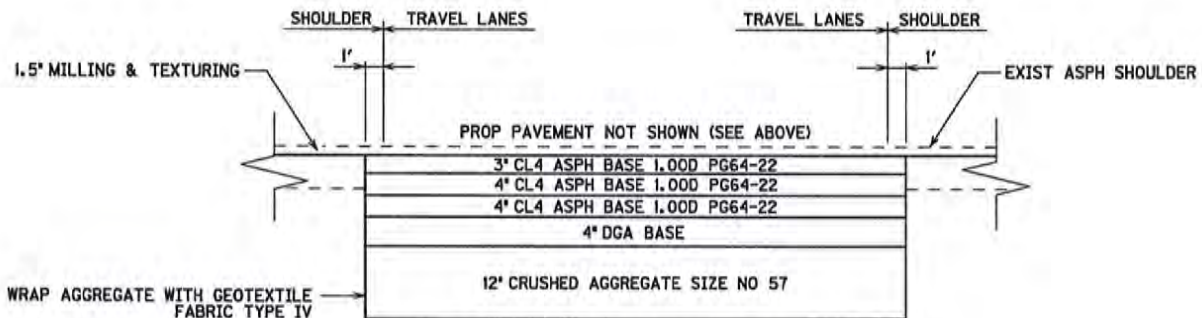 SHOULDER TRAVEL LANES TRAVEL LANES SHOULDER
1' 1'
1.5" MILLING & TEXTURING EXIST ASPH SHOULDER
PROP PAVEMENT NOT SHOWN (SEE ABOVE)
3" CL4 ASPH BASE 1.00D PG64-22
4" CL4 ASPH BASE 1.00D PG64-22
4" CL4 ASPH BASE 1.00D PG64-22
4" DGA BASE
12" CRUSHED AGGREGATE SIZE NO 57
WRAP AGGREGATE WITH GEOTEXTILE
FABRIC TYPE IV